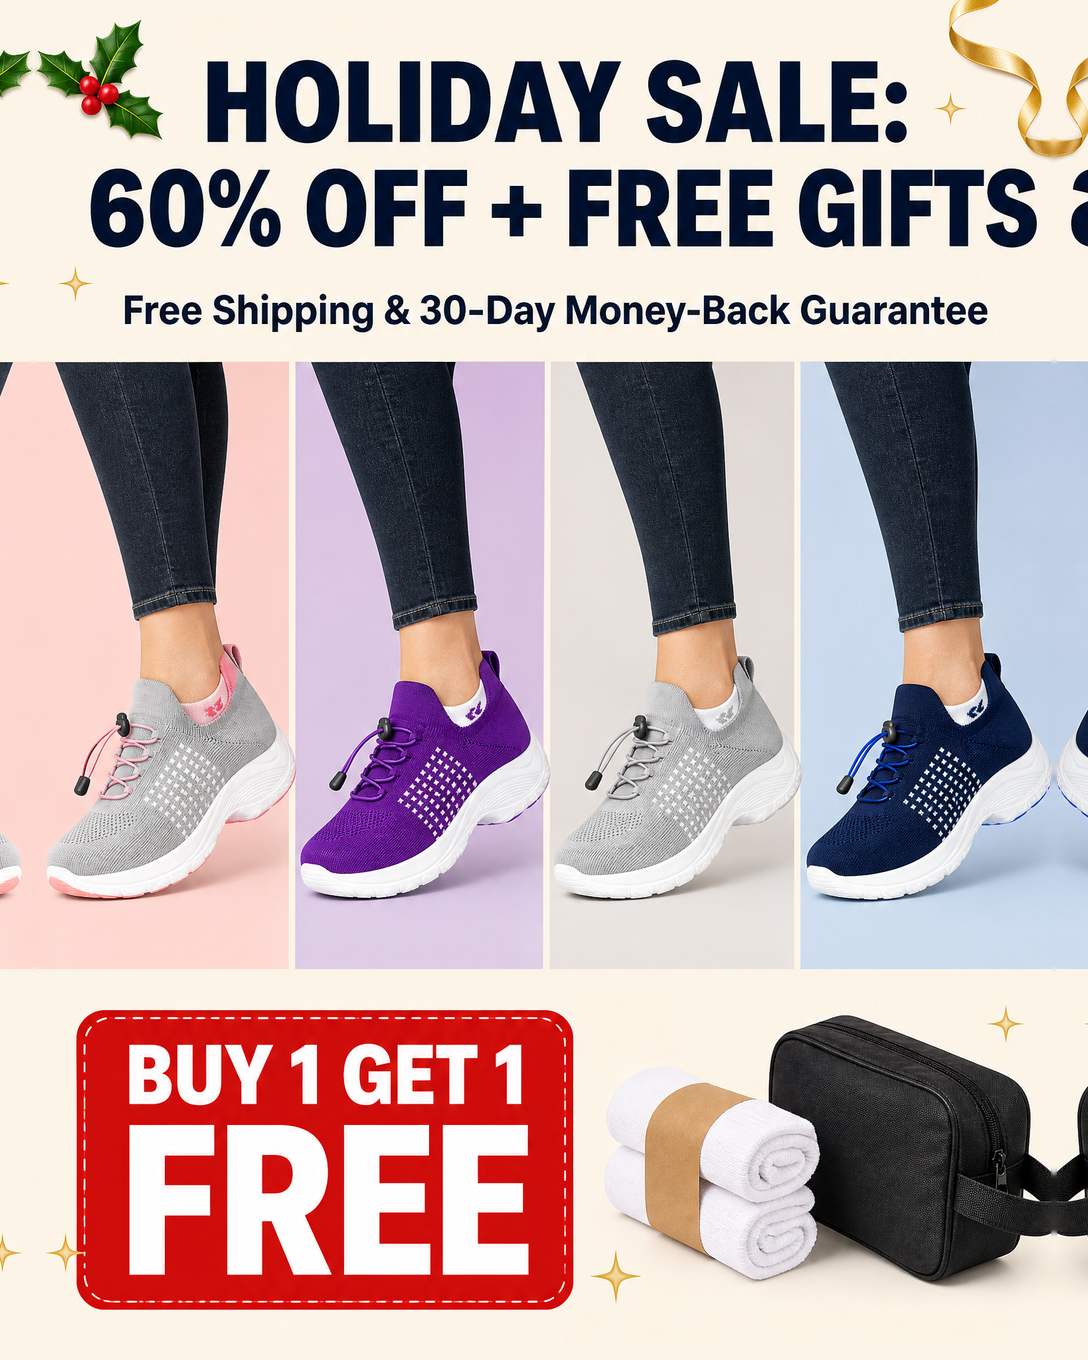 HOLIDAY SALE:
60% OFF + FREE GIFTS
Free Shipping & 30-Day Money-Back Guarantee
BUY 1 GET 1
FREE